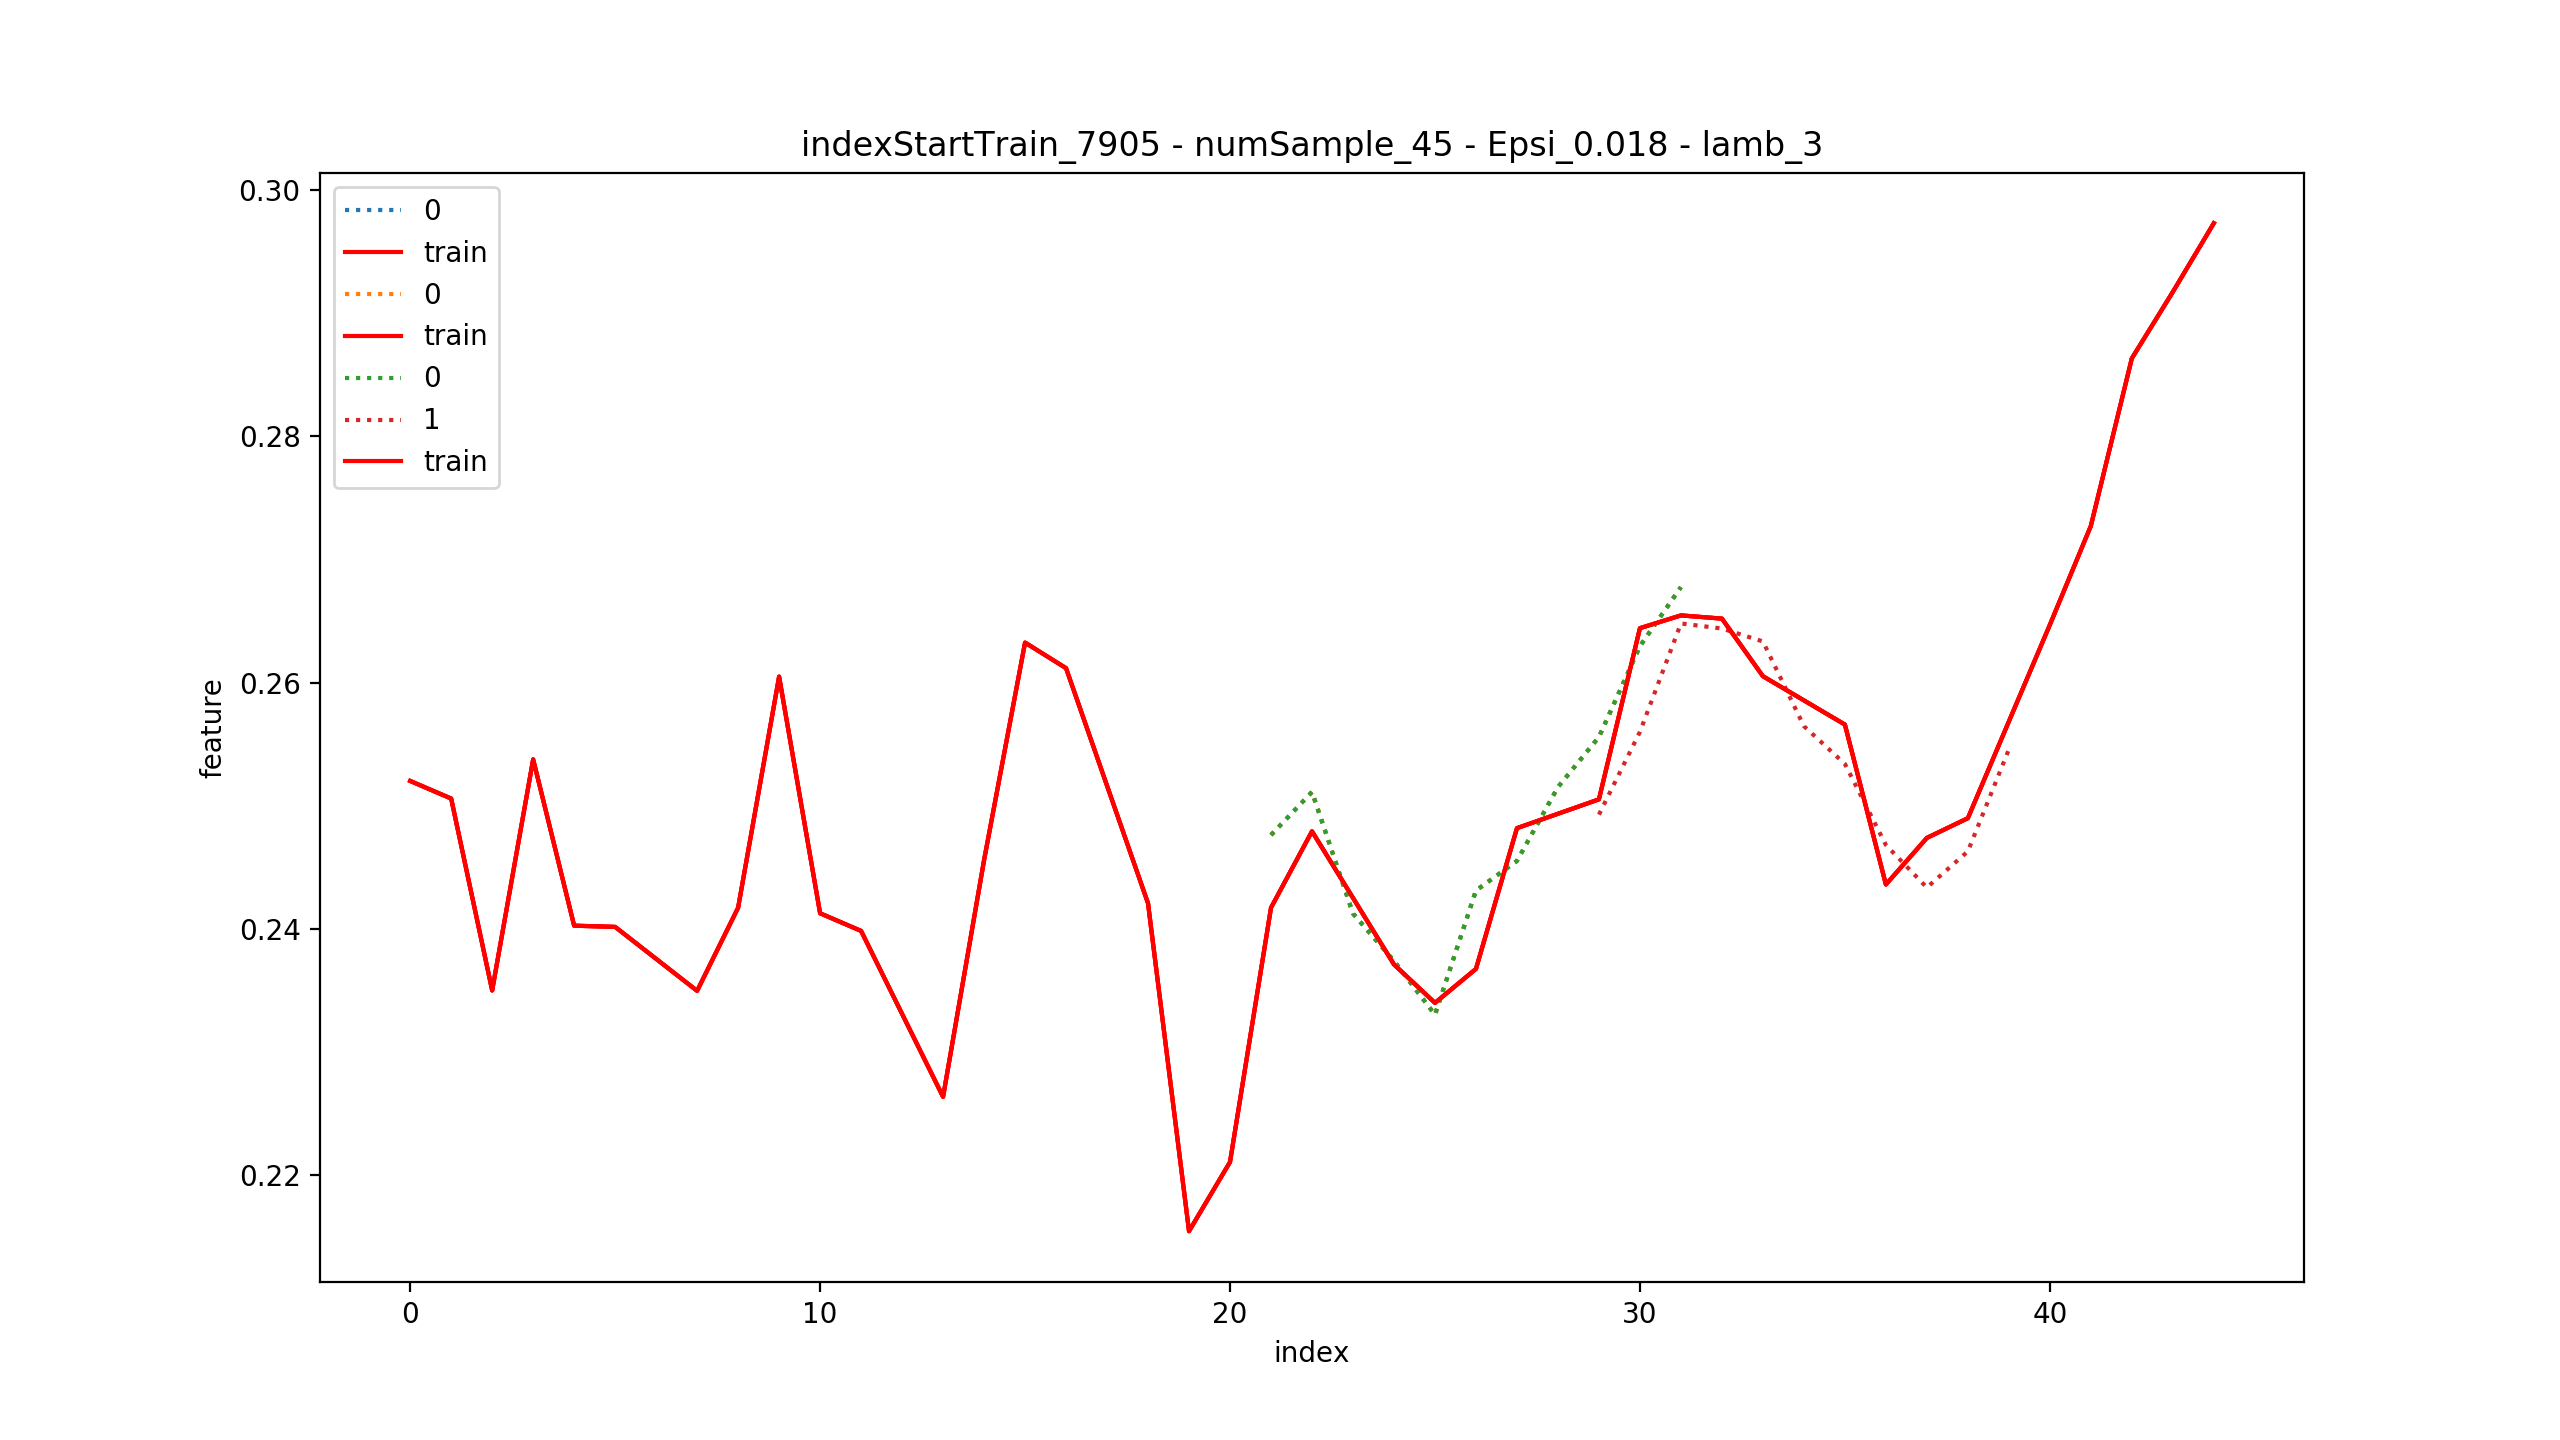 indexStartTrain_7905 - numSample_45 - Epsi_0.018 - lamb_3
0.30
0.28
0.26
0.24
0.22
feature
0
train
0
train
0
1
train
0 10 20 30 40
index